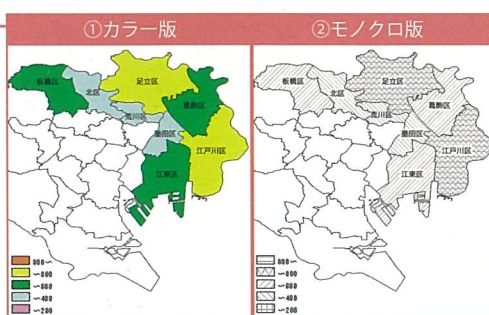 ①カラー版
板橋区
北区
足立区
荒川区
葛飾区
墨田区
江戸川区
江東区
800〜
〜800
〜600
〜400
〜200
②モノクロ版
板橋区
北区
足立区
荒川区
葛飾区
墨田区
江戸川区
江東区
800〜
〜800
〜600
〜400
〜200